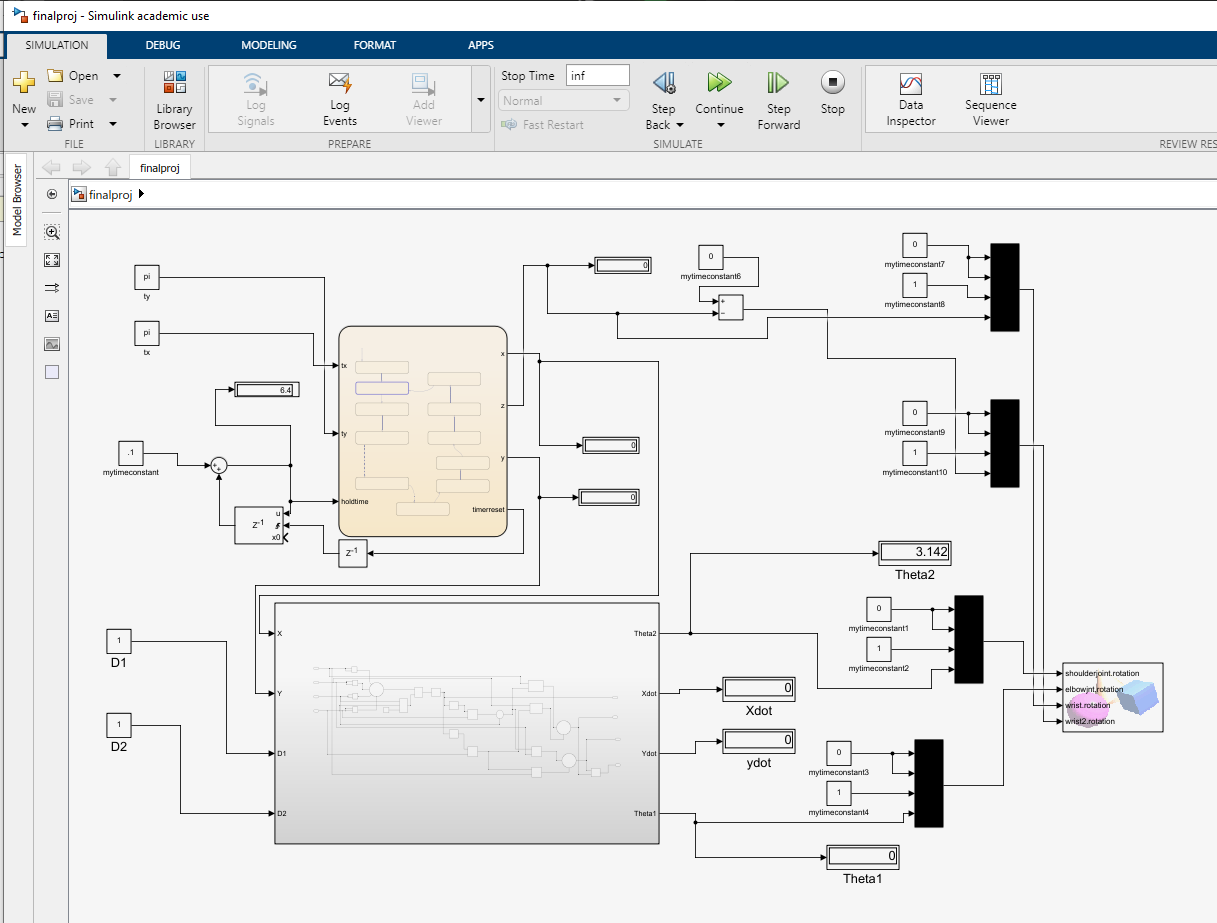 finalproj - Simulink academic use
SIMULATION DEBUG MODELING FORMAT APPS
New
Open
Save
Print
FILE
Library
Browser
LIBRARY
Log
Signals
Log
Events
Add
Viewer
PREPARE
Stop Time inf
Normal
Fast Restart
Step
Back
Continue
Step
Forward
Stop
SIMULATE
Data
Inspector
Sequence
Viewer
REVIEW RES
Model Browser
finalproj
finalproj
pi
ty
pi
tx
6.4
.1
mytimeconstant
+
+
Z-1
u
x0
Z-1
tx
ty
holdtime
x
z
y
timerreset
0
0
0
0
mytimeconstant6
+
−
0
mytimeconstant7
1
mytimeconstant8
0
mytimeconstant9
1
mytimeconstant10
3.142
Theta2
0
mytimeconstant1
1
mytimeconstant2
1
D1
1
D2
X
Y
D1
D2
Theta2
Xdot
Ydot
Theta1
0
Xdot
0
ydot
0
mytimeconstant3
1
mytimeconstant4
0
Theta1
shoulderjoint.rotation
elbowjnt.rotation
wrist.rotation
wrist2.rotation